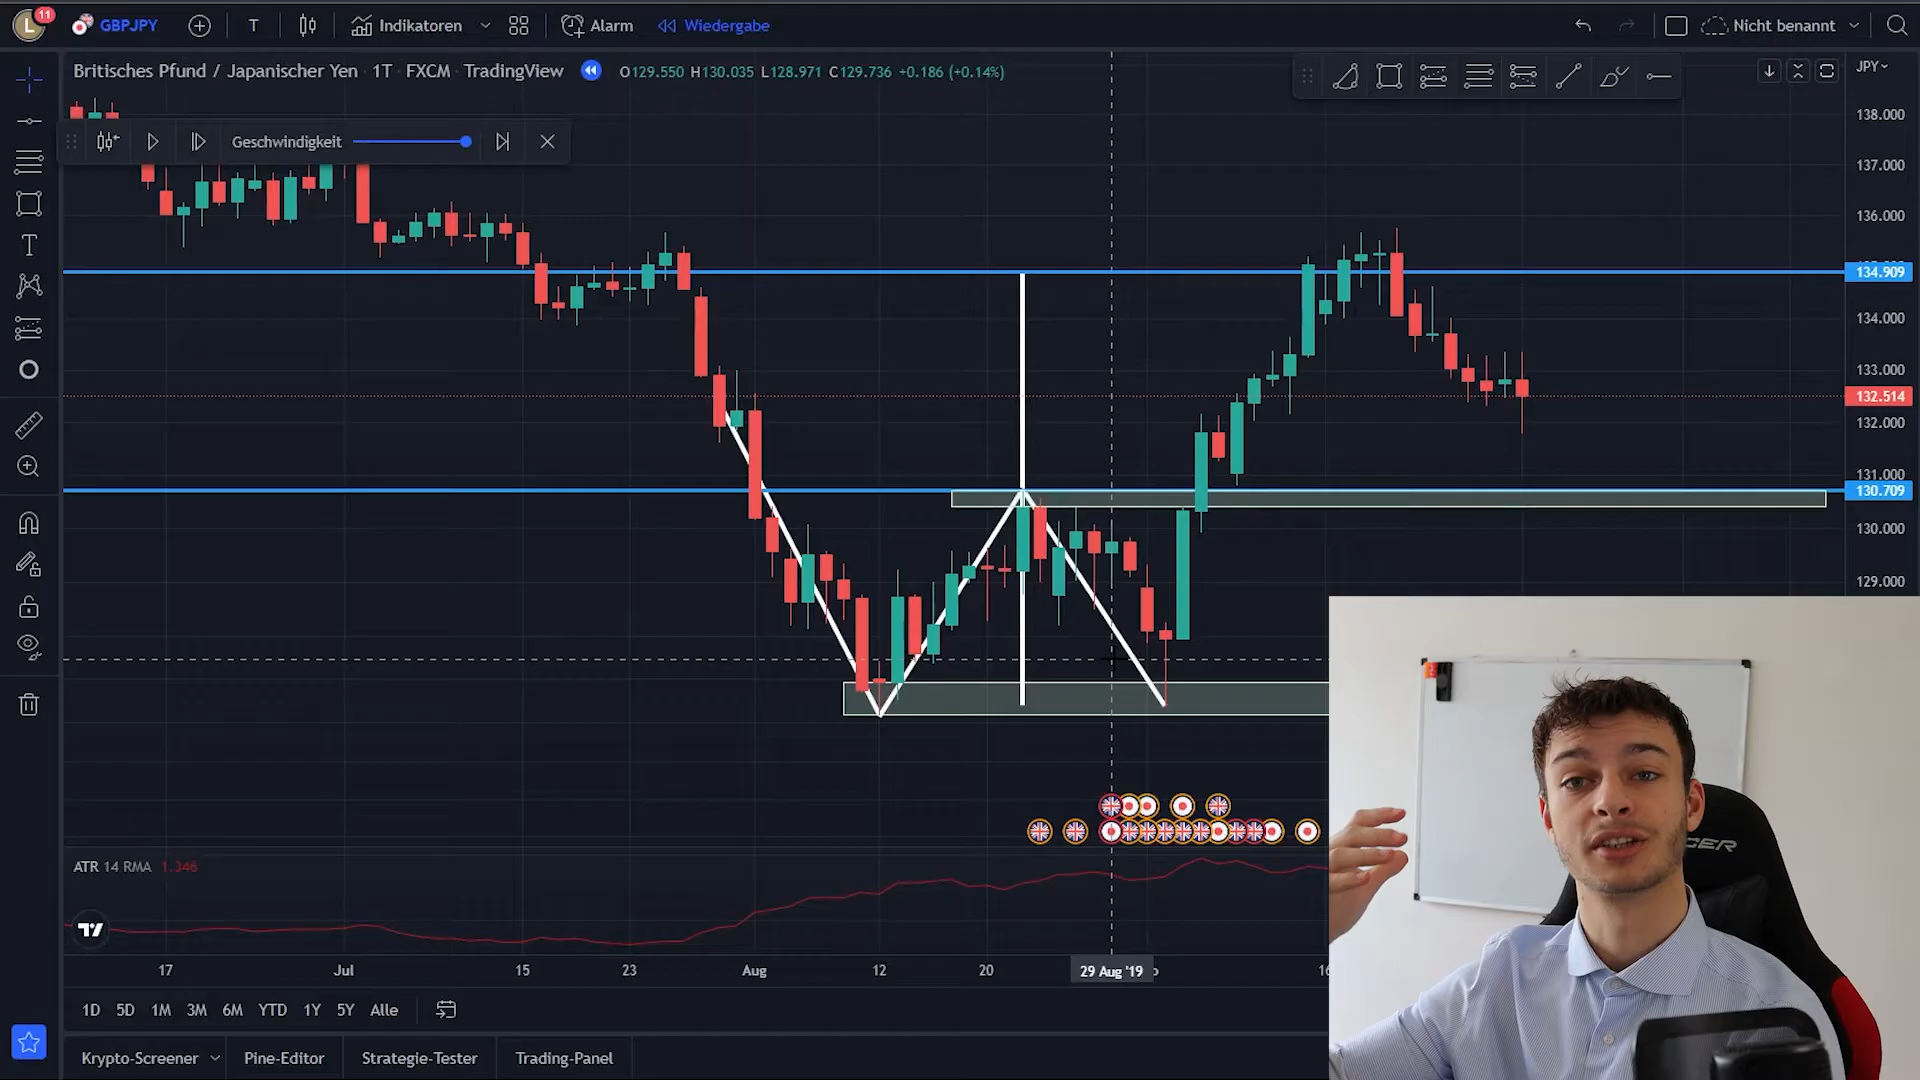 L 11 GBPJPY T Indikatoren Alarm Wiedergabe Nicht benannt
Britisches Pfund / Japanischer Yen 1T FXCM TradingView O129.550 H130.035 L128.971 C129.736 +0.186 (+0.14%) JPY
Geschwindigkeit
138.000
137.000
136.000
134.909
134.000
133.000
132.514
132.000
131.000
130.709
130.000
129.000
ATR 14 RMA 1.346
17 Jul 15 23 Aug 12 20 29 Aug '19
1D 5D 1M 3M 6M YTD 1Y 5Y Alle
Krypto-Screener Pine-Editor Strategie-Tester Trading-Panel